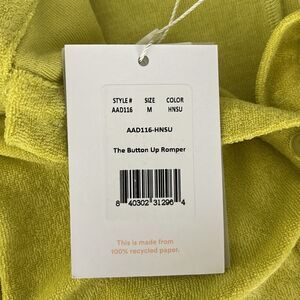 STYLE # SIZE COLOR
AAD116 M HNSU
AAD116-HNSU
The Button Up Romper
8 40302 31296 4
This is made from
100% recycled paper.